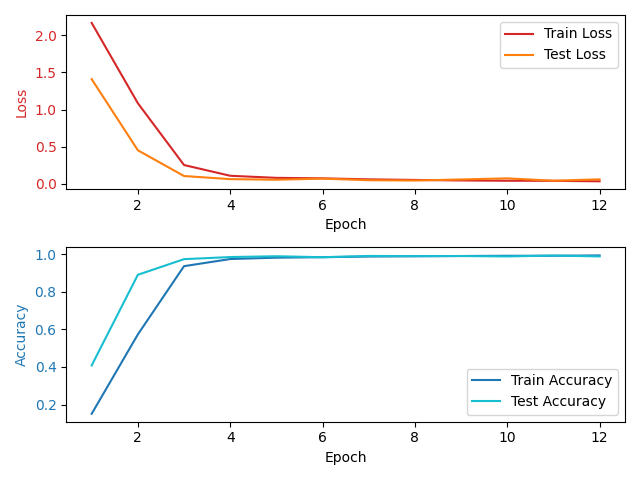 Train Loss
Test Loss
Loss
2.0
1.5
1.0
0.5
0.0
2 4 6 8 10 12
Epoch
Accuracy
1.0
0.8
0.6
0.4
0.2
Train Accuracy
Test Accuracy
2 4 6 8 10 12
Epoch